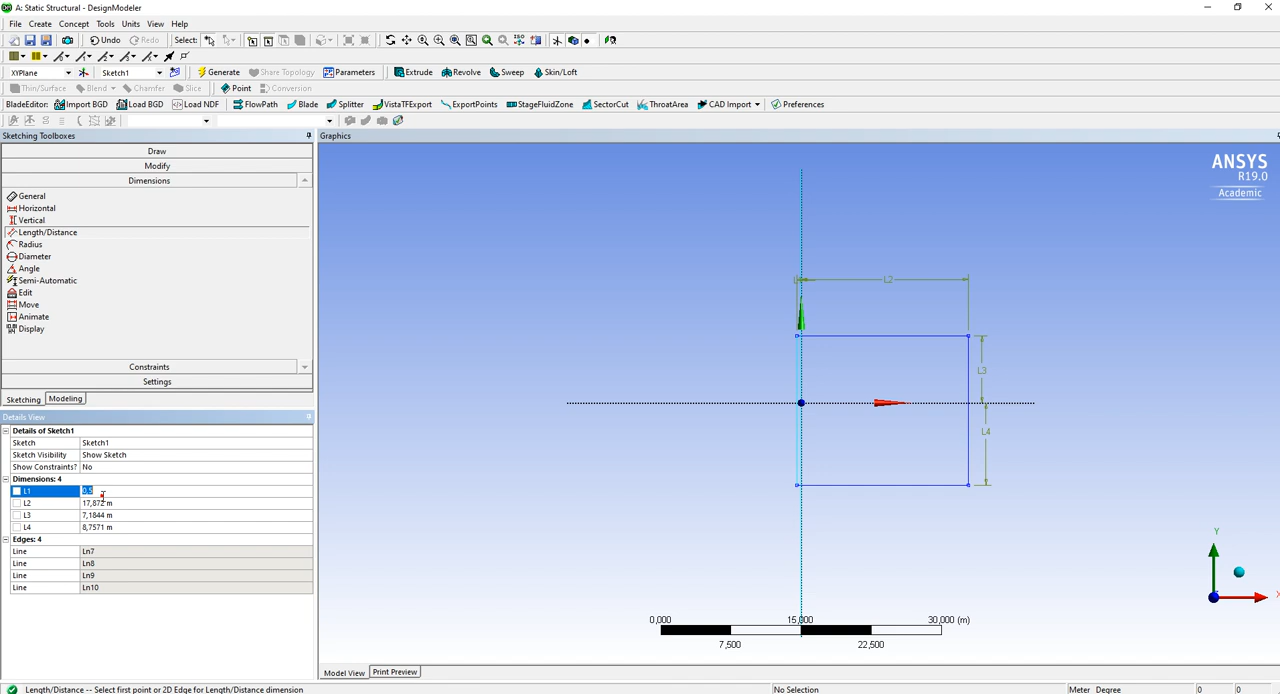 A: Static Structural - DesignModeler
File Create Concept Tools Units View Help
Undo Redo Select:
XYPlane Sketch1 Generate Share Topology Parameters Extrude Revolve Sweep Skin/Loft
Thin/Surface Blend Chamfer Slice Point Conversion
BladeEditor: Import BGD Load BGD Load NDF FlowPath Blade Splitter VistaTFExport ExportPoints StageFluidZone SectorCut ThroatArea CAD Import Preferences
Sketching Toolboxes
Graphics
Draw
Modify
Dimensions
General
Horizontal
Vertical
Length/Distance
Radius
Diameter
Angle
Semi-Automatic
Edit
Move
Animate
Display
Constraints
Settings
Sketching Modeling
Details View
Details of Sketch1
Sketch Sketch1
Sketch Visibility Show Sketch
Show Constraints? No
Dimensions: 4
L1 0,5
L2 17,872 m
L3 7,1844 m
L4 8,7571 m
Edges: 4
Line Ln7
Line Ln8
Line Ln9
Line Ln10
ANSYS
R19.0
Academic
L2
L3
L4
Y
X
0,000 15,000 30,000 (m)
7,500 22,500
Model View Print Preview
Length/Distance -- Select first point or 2D Edge for Length/Distance dimension No Selection Meter Degree 0 0